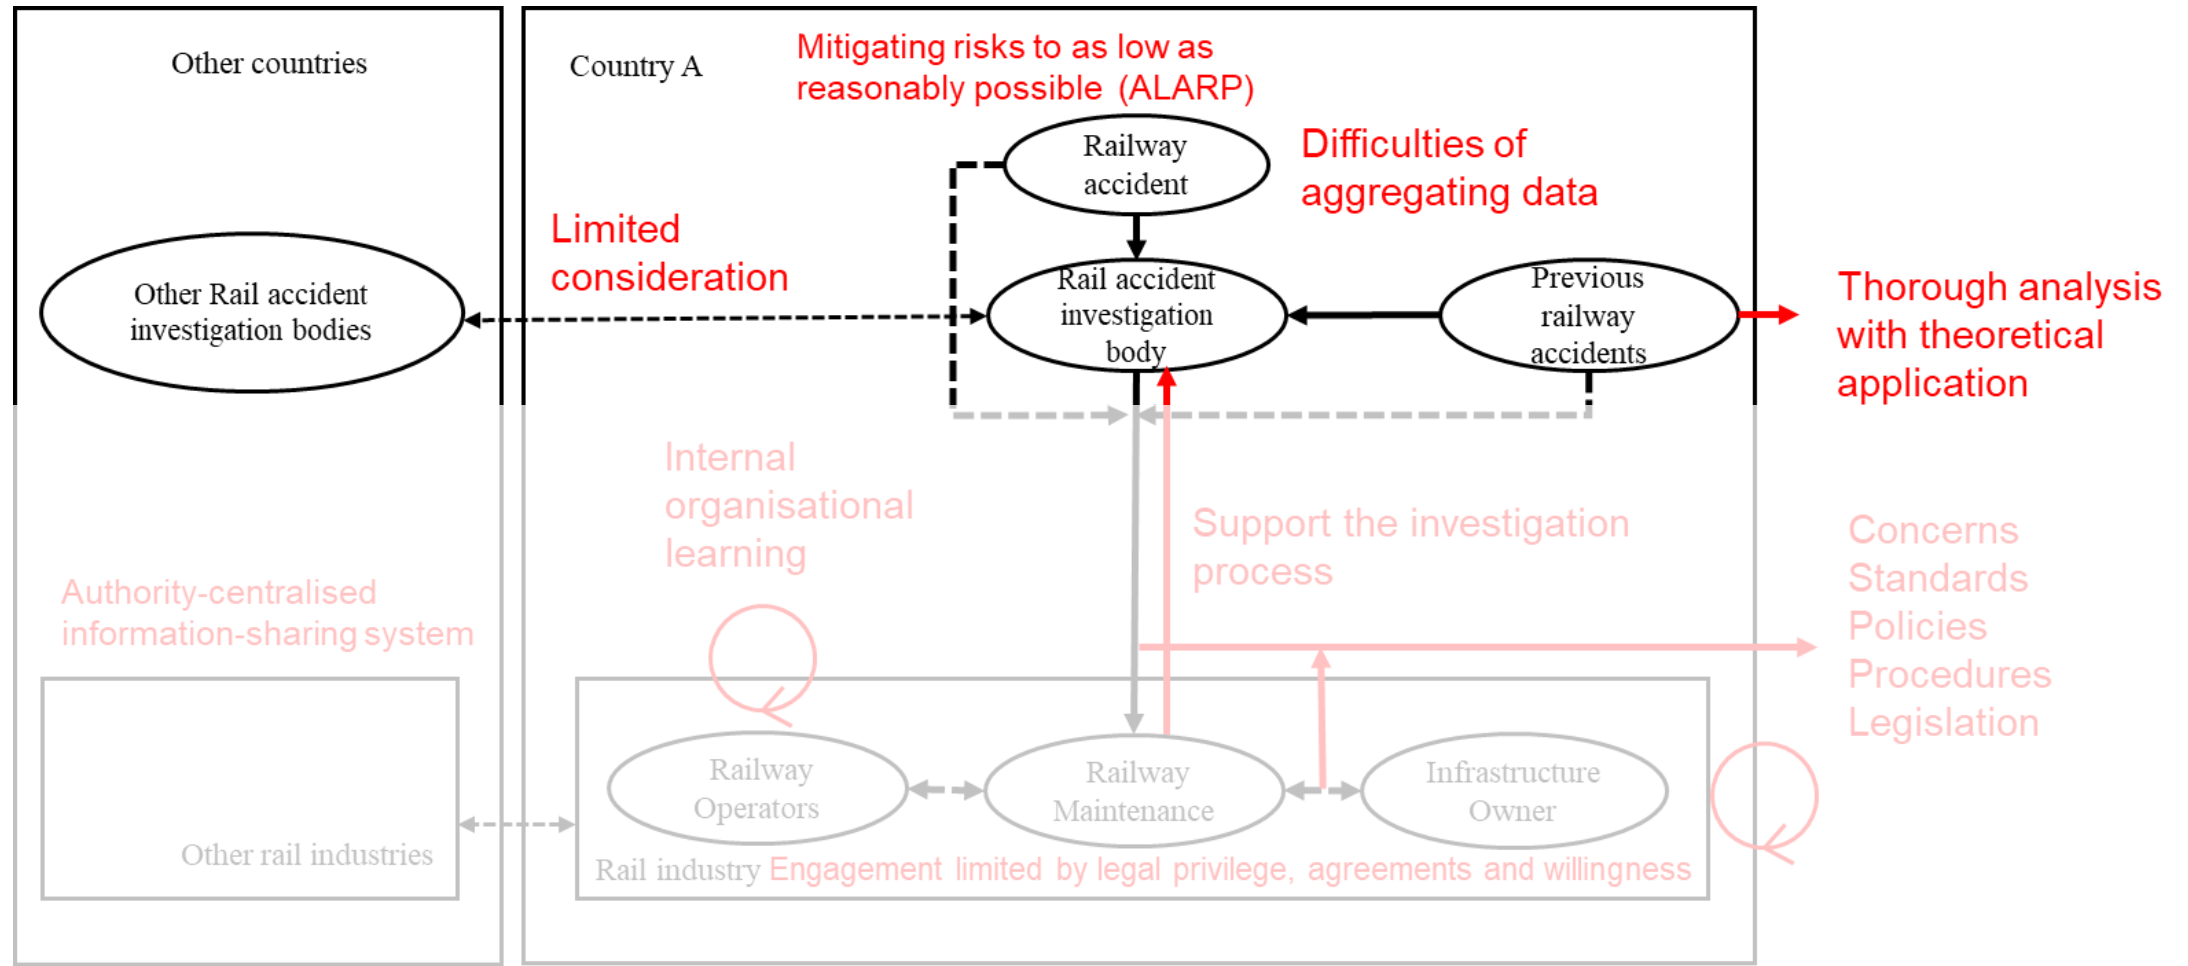 Other countries
Country A
Mitigating risks to as low as
reasonably possible (ALARP)
Railway
accident
Difficulties of
aggregating data
Limited
consideration
Other Rail accident
investigation bodies
Rail accident
investigation
body
Previous
railway
accidents
Thorough analysis
with theoretical
application
Internal
organisational
learning
Support the investigation
process
Concerns
Standards
Policies
Procedures
Legislation
Authority-centralised
information-sharing system
Railway
Operators
Railway
Maintenance
Infrastructure
Owner
Other rail industries
Rail industry Engagement limited by legal privilege, agreements and willingness